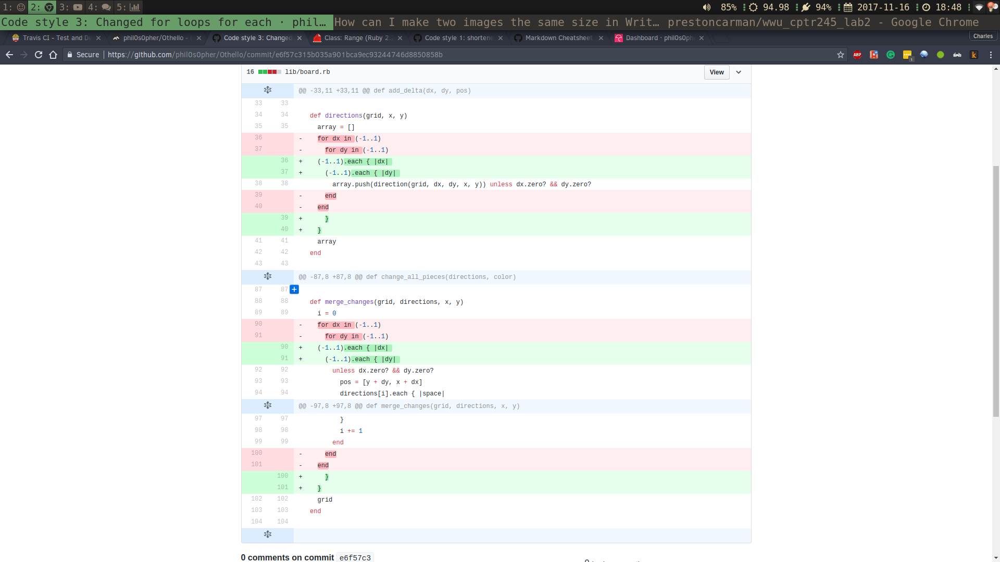 1: 2: 3: 4: 5: 85% 94.98 94% 2017-11-16 18:48
Code style 3: Changed for loops for each · phil… How can I make two images the same size in Writ… prestoncarman/wwu_cptr245_lab2 - Google Chrome
Travis CI - Test and De phil0s0pher/Othello - Code style 3: Changed Class: Range (Ruby 2. Code style 1: shortene Markdown Cheatsheet Dashboard · phil0s0ph Charles
Secure https://github.com/phil0s0pher/Othello/commit/e6f57c315b035a901bca9ec93244746d8850858b ABP 1 k
16 lib/board.rb View
@@ -33,11 +33,11 @@ def add_delta(dx, dy, pos)
33 33
34 34 def directions(grid, x, y)
35 35 array = []
36 - for dx in (-1..1)
37 - for dy in (-1..1)
36 + (-1..1).each { |dx|
37 + (-1..1).each { |dy|
38 38 array.push(direction(grid, dx, dy, x, y)) unless dx.zero? && dy.zero?
39 - end
40 - end
39 + }
40 + }
41 41 array
42 42 end
43 43
@@ -87,8 +87,8 @@ def change_all_pieces(directions, color)
87 87 +
88 88 def merge_changes(grid, directions, x, y)
89 89 i = 0
90 - for dx in (-1..1)
91 - for dy in (-1..1)
90 + (-1..1).each { |dx|
91 + (-1..1).each { |dy|
92 92 unless dx.zero? && dy.zero?
93 93 pos = [y + dy, x + dx]
94 94 directions[i].each { |space|
@@ -97,8 +97,8 @@ def merge_changes(grid, directions, x, y)
97 97 }
98 98 i += 1
99 99 end
100 - end
101 - end
100 + }
101 + }
102 102 grid
103 103 end
104 104
0 comments on commit e6f57c3